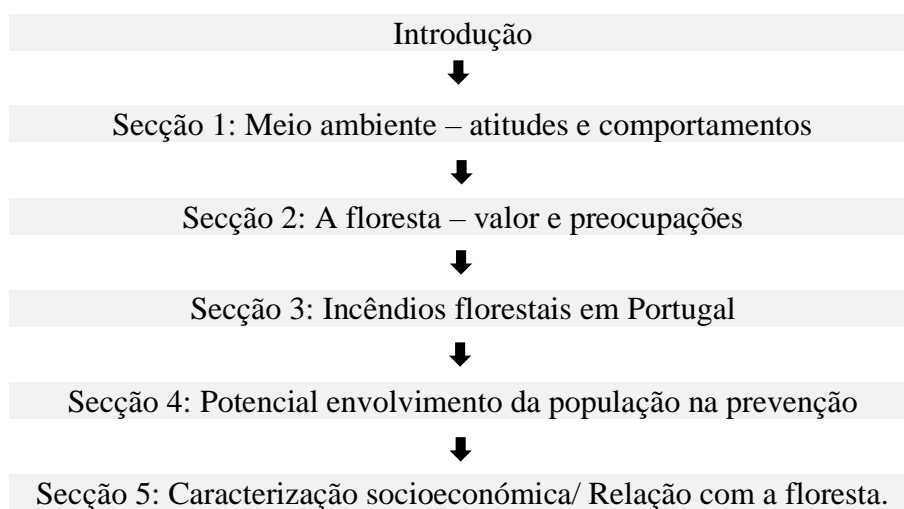 Introdução
Secção 1: Meio ambiente – atitudes e comportamentos
Secção 2: A floresta – valor e preocupações
Secção 3: Incêndios florestais em Portugal
Secção 4: Potencial envolvimento da população na prevenção
Secção 5: Caracterização socioeconómica/ Relação com a floresta.